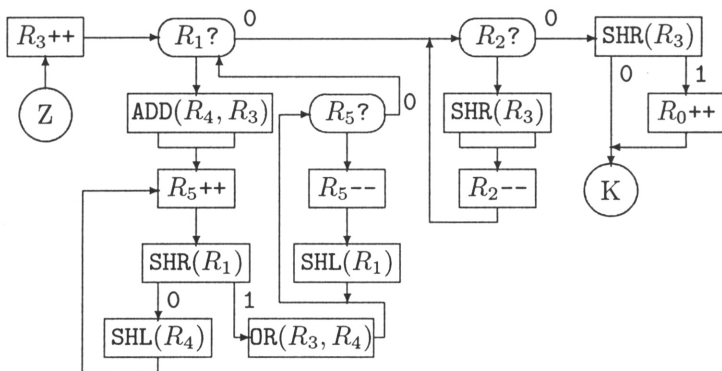 R₃++ R₁? 0 R₂? 0 SHR(R₃)
0 1
Z ADD(R₄, R₃) R₅? 0 SHR(R₃) R₀++
R₅++ R₅-- R₂-- K
SHR(R₁) SHL(R₁)
0 1
SHL(R₄) OR(R₃, R₄)